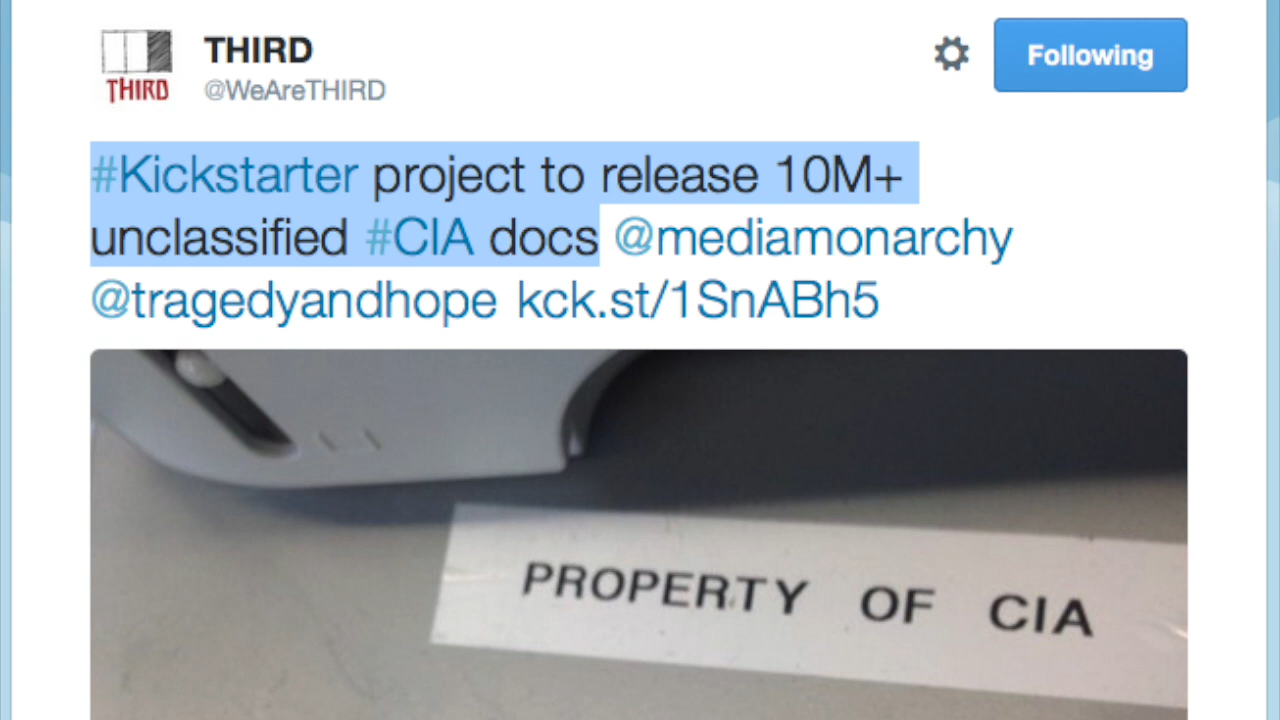 THIRD
THIRD
@WeAreTHIRD
Following
#Kickstarter project to release 10M+
unclassified #CIA docs @mediamonarchy
@tragedyandhope kck.st/1SnABh5
PROPERTY OF CIA